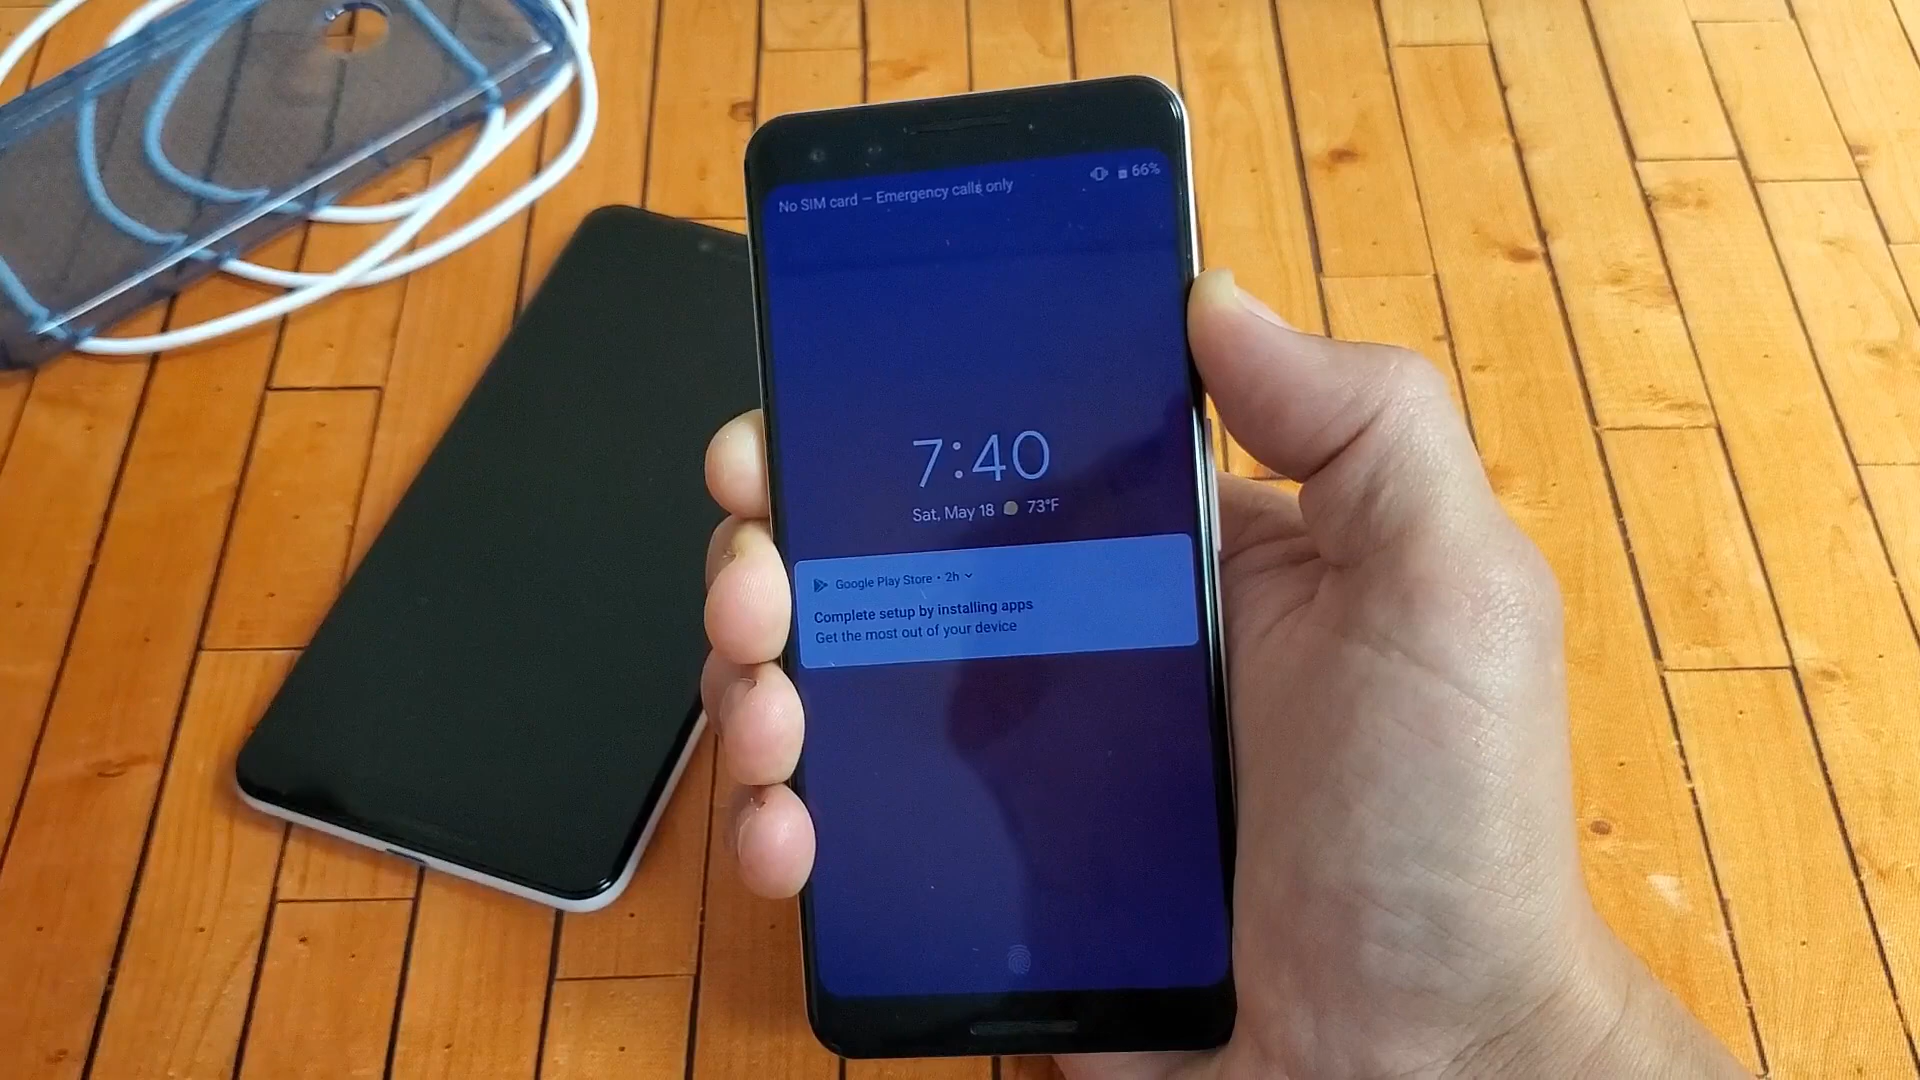 No SIM card – Emergency calls only
66%
7:40
Sat, May 18 73°F
Google Play Store • 2h
Complete setup by installing apps
Get the most out of your device